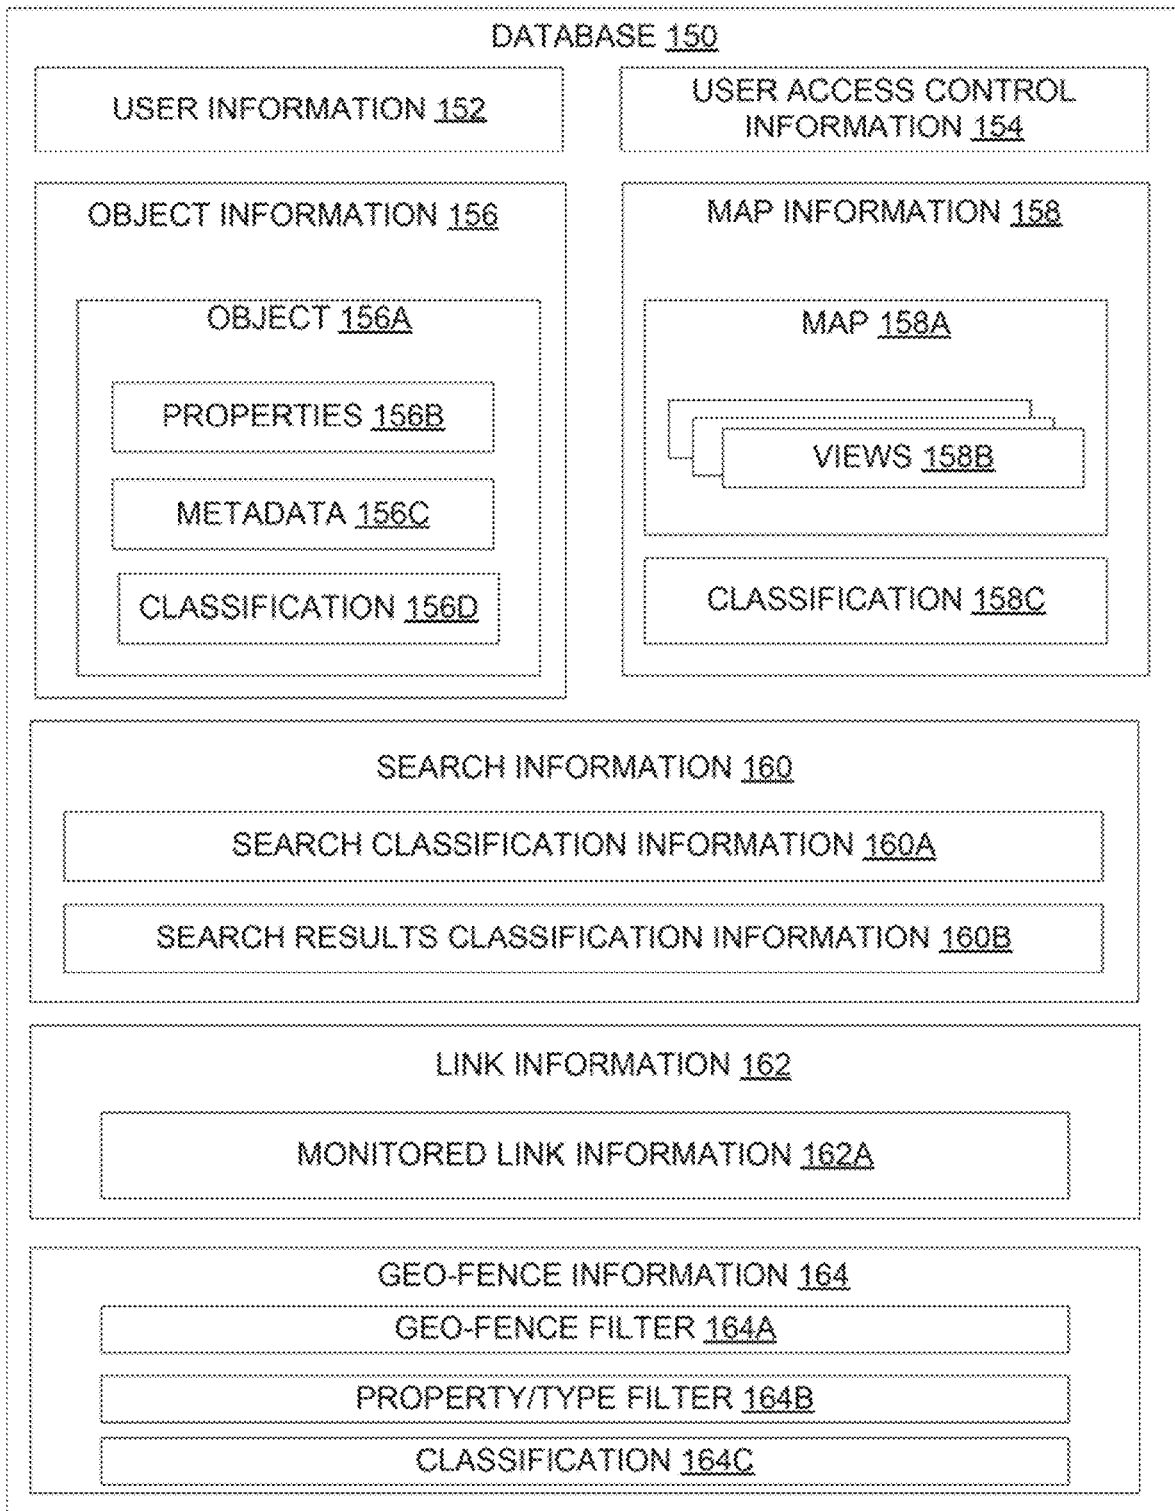 DATABASE 150
USER INFORMATION 152
USER ACCESS CONTROL
INFORMATION 154
OBJECT INFORMATION 156
OBJECT 156A
PROPERTIES 156B
METADATA 156C
CLASSIFICATION 156D
MAP INFORMATION 158
MAP 158A
VIEWS 158B
CLASSIFICATION 158C
SEARCH INFORMATION 160
SEARCH CLASSIFICATION INFORMATION 160A
SEARCH RESULTS CLASSIFICATION INFORMATION 160B
LINK INFORMATION 162
MONITORED LINK INFORMATION 162A
GEO-FENCE INFORMATION 164
GEO-FENCE FILTER 164A
PROPERTY/TYPE FILTER 164B
CLASSIFICATION 164C